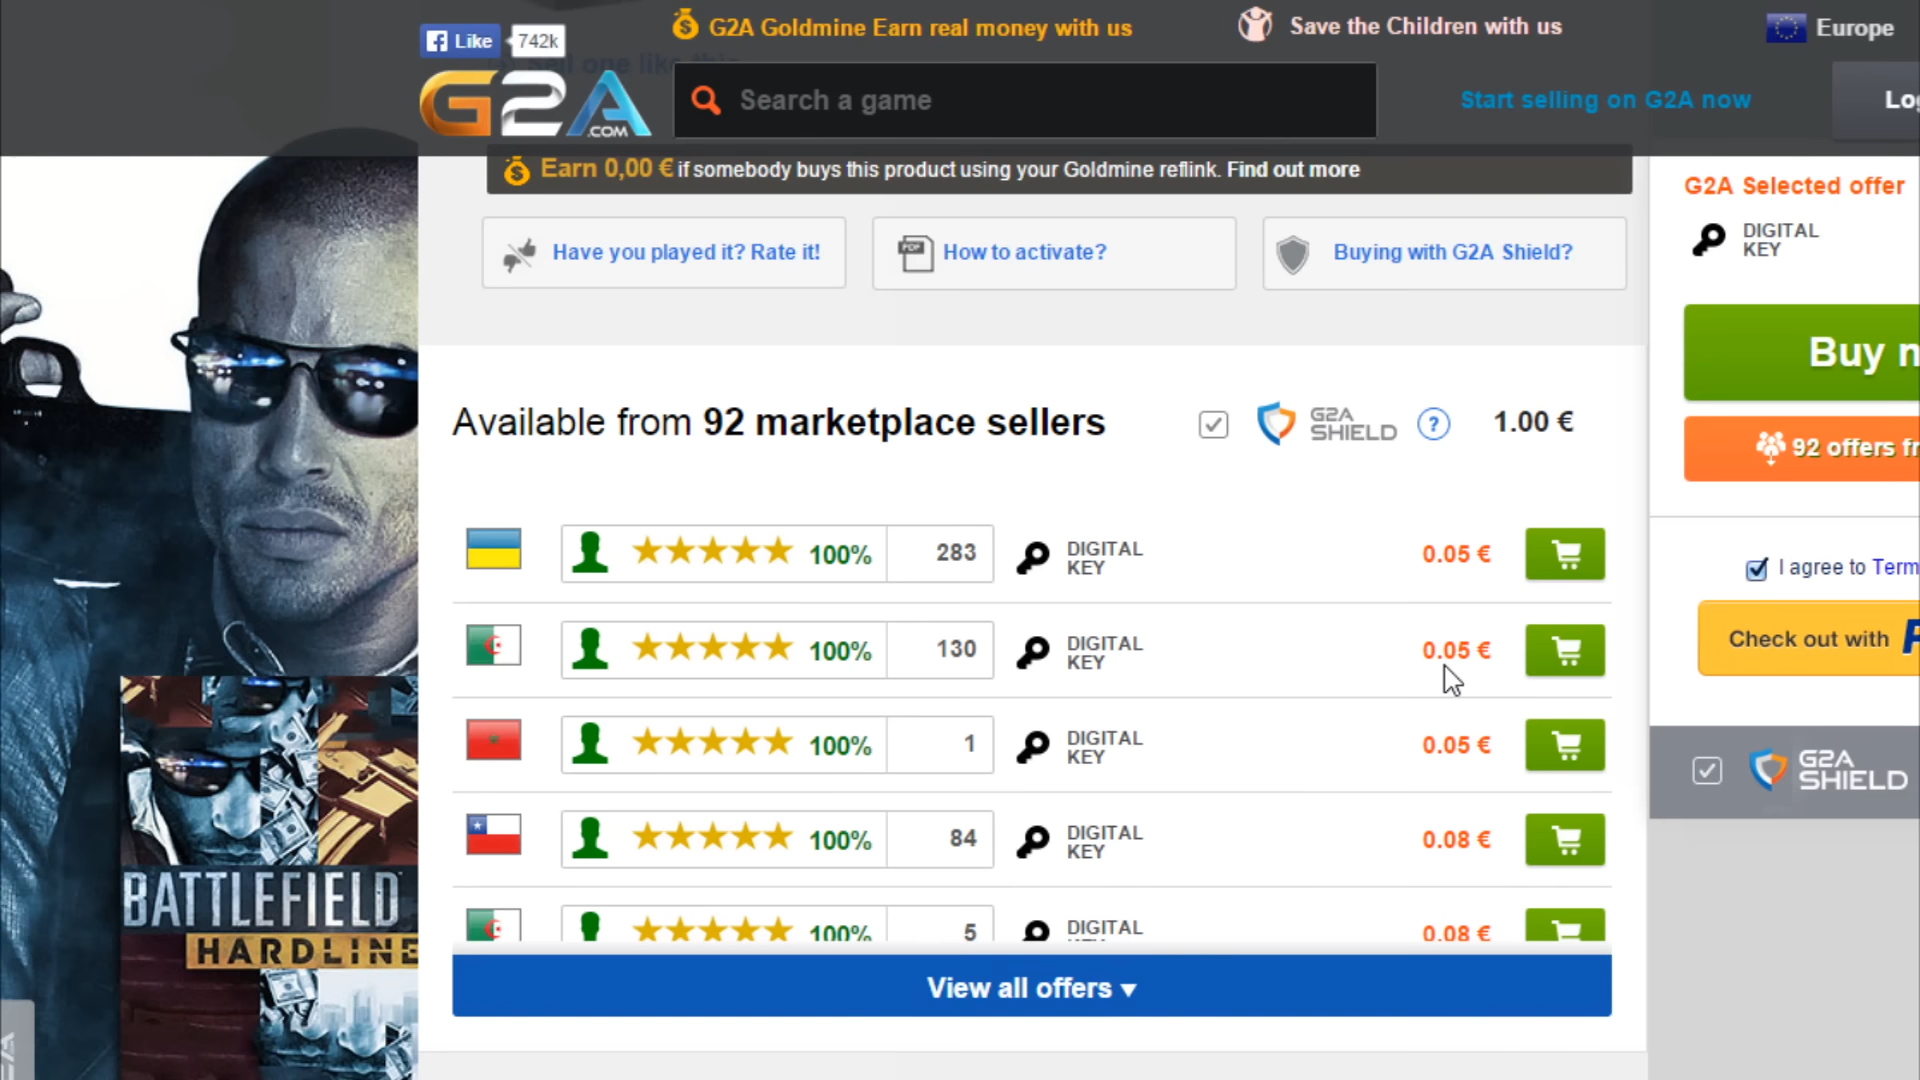 Like
742k
G2A Goldmine Earn real money with us
Save the Children with us
Europe
G2A
.COM
Search a game
Start selling on G2A now
Earn 0,00 € if somebody buys this product using your Goldmine reflink. Find out more
Have you played it? Rate it!
PDF
How to activate?
Buying with G2A Shield?
Available from 92 marketplace sellers
G2A
SHIELD
?
1.00 €
100%
283
DIGITAL
KEY
0.05 €
100%
130
DIGITAL
KEY
0.05 €
100%
1
DIGITAL
KEY
0.05 €
100%
84
DIGITAL
KEY
0.08 €
100%
5
DIGITAL
0.08 €
View all offers ▾
G2A Selected offer
DIGITAL
KEY
Buy
92 offers
I agree to
Check out with
G2A
SHIELD
BATTLEFIELD
HARDLINE